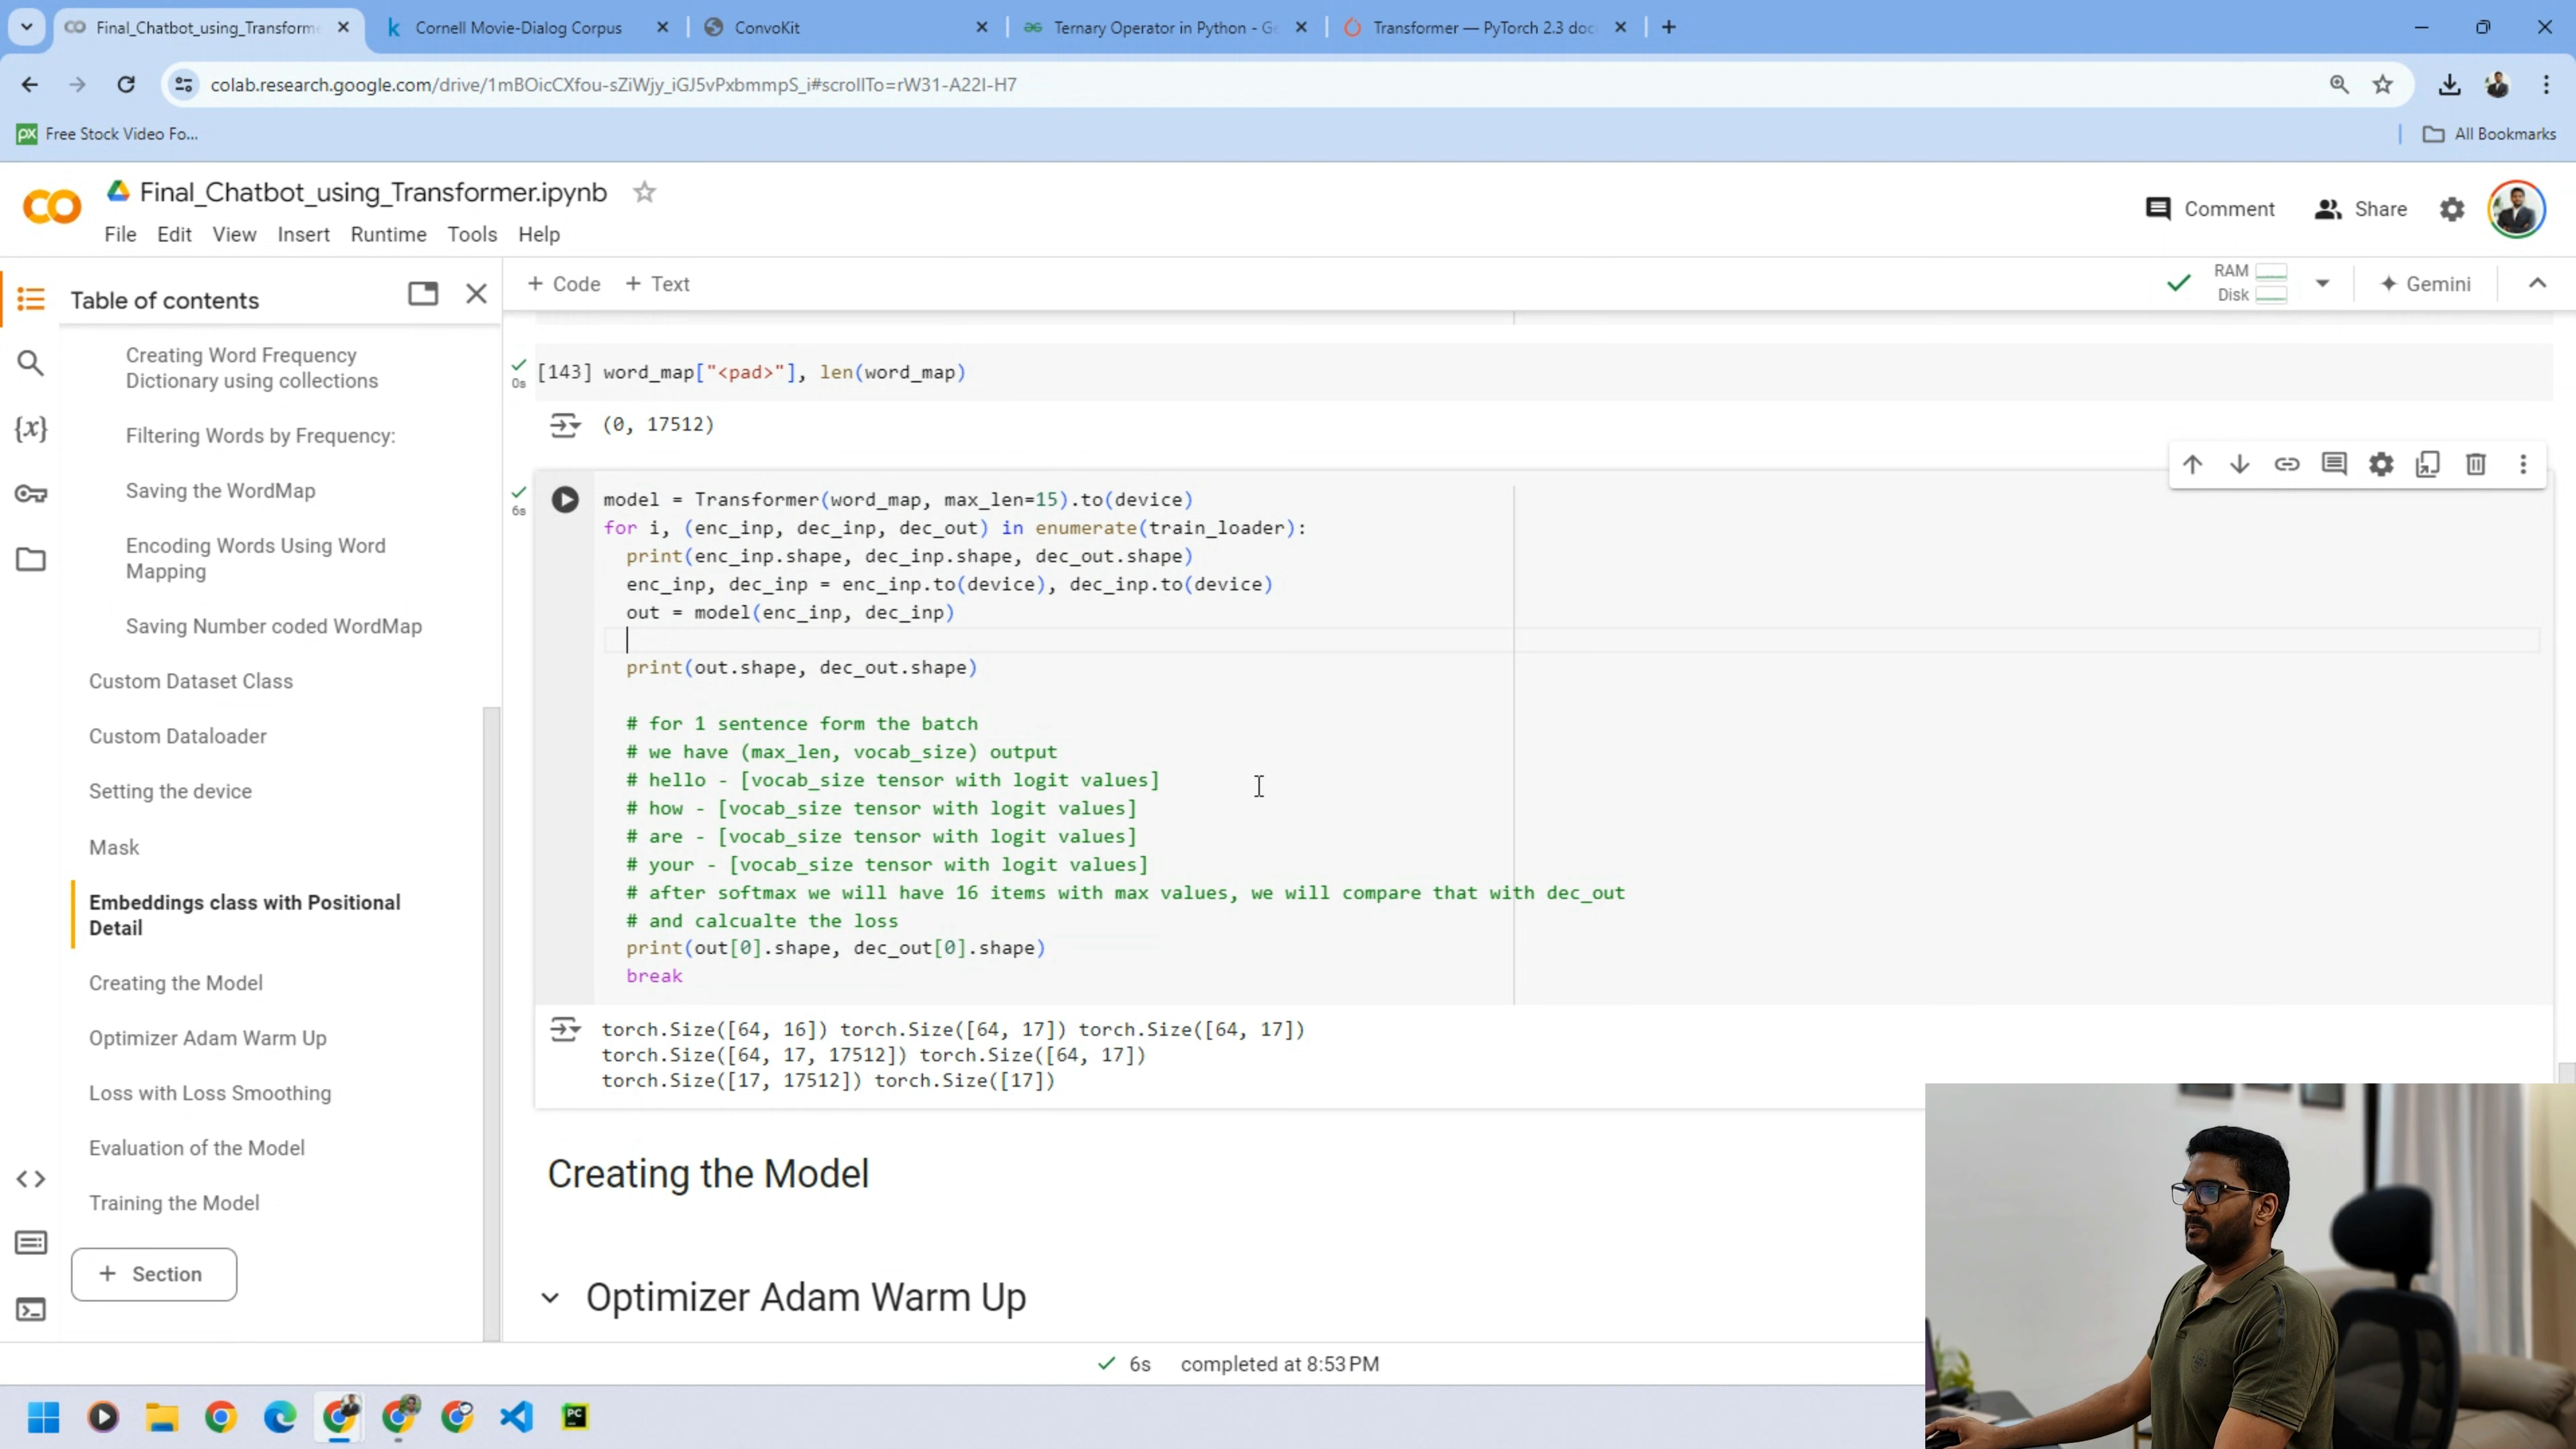 Final_Chatbot_using_Transforme
Cornell Movie-Dialog Corpus
ConvoKit
Ternary Operator in Python - Ge
Transformer — PyTorch 2.3 doc
colab.research.google.com/drive/1mBOicCXfou-sZiWjy_iGJ5vPxbmmpS_i#scrollTo=rW31-A22I-H7
Free Stock Video Fo...
All Bookmarks
Final_Chatbot_using_Transformer.ipynb
File Edit View Insert Runtime Tools Help
Comment
Share
Table of contents
Creating Word Frequency
Dictionary using collections
Filtering Words by Frequency:
Saving the WordMap
Encoding Words Using Word
Mapping
Saving Number coded WordMap
Custom Dataset Class
Custom Dataloader
Setting the device
Mask
Embeddings class with Positional
Detail
Creating the Model
Optimizer Adam Warm Up
Loss with Loss Smoothing
Evaluation of the Model
Training the Model
+ Section
+ Code + Text
RAM
Disk
Gemini
0s
[143] word_map["<pad>"], len(word_map)
(0, 17512)
6s
model = Transformer(word_map, max_len=15).to(device)
for i, (enc_inp, dec_inp, dec_out) in enumerate(train_loader):
print(enc_inp.shape, dec_inp.shape, dec_out.shape)
enc_inp, dec_inp = enc_inp.to(device), dec_inp.to(device)
out = model(enc_inp, dec_inp)
print(out.shape, dec_out.shape)
# for 1 sentence form the batch
# we have (max_len, vocab_size) output
# hello - [vocab_size tensor with logit values]
# how - [vocab_size tensor with logit values]
# are - [vocab_size tensor with logit values]
# your - [vocab_size tensor with logit values]
# after softmax we will have 16 items with max values, we will compare that with dec_out
# and calcualte the loss
print(out[0].shape, dec_out[0].shape)
break
torch.Size([64, 16]) torch.Size([64, 17]) torch.Size([64, 17])
torch.Size([64, 17, 17512]) torch.Size([64, 17])
torch.Size([17, 17512]) torch.Size([17])
Creating the Model
Optimizer Adam Warm Up
6s completed at 8:53 PM